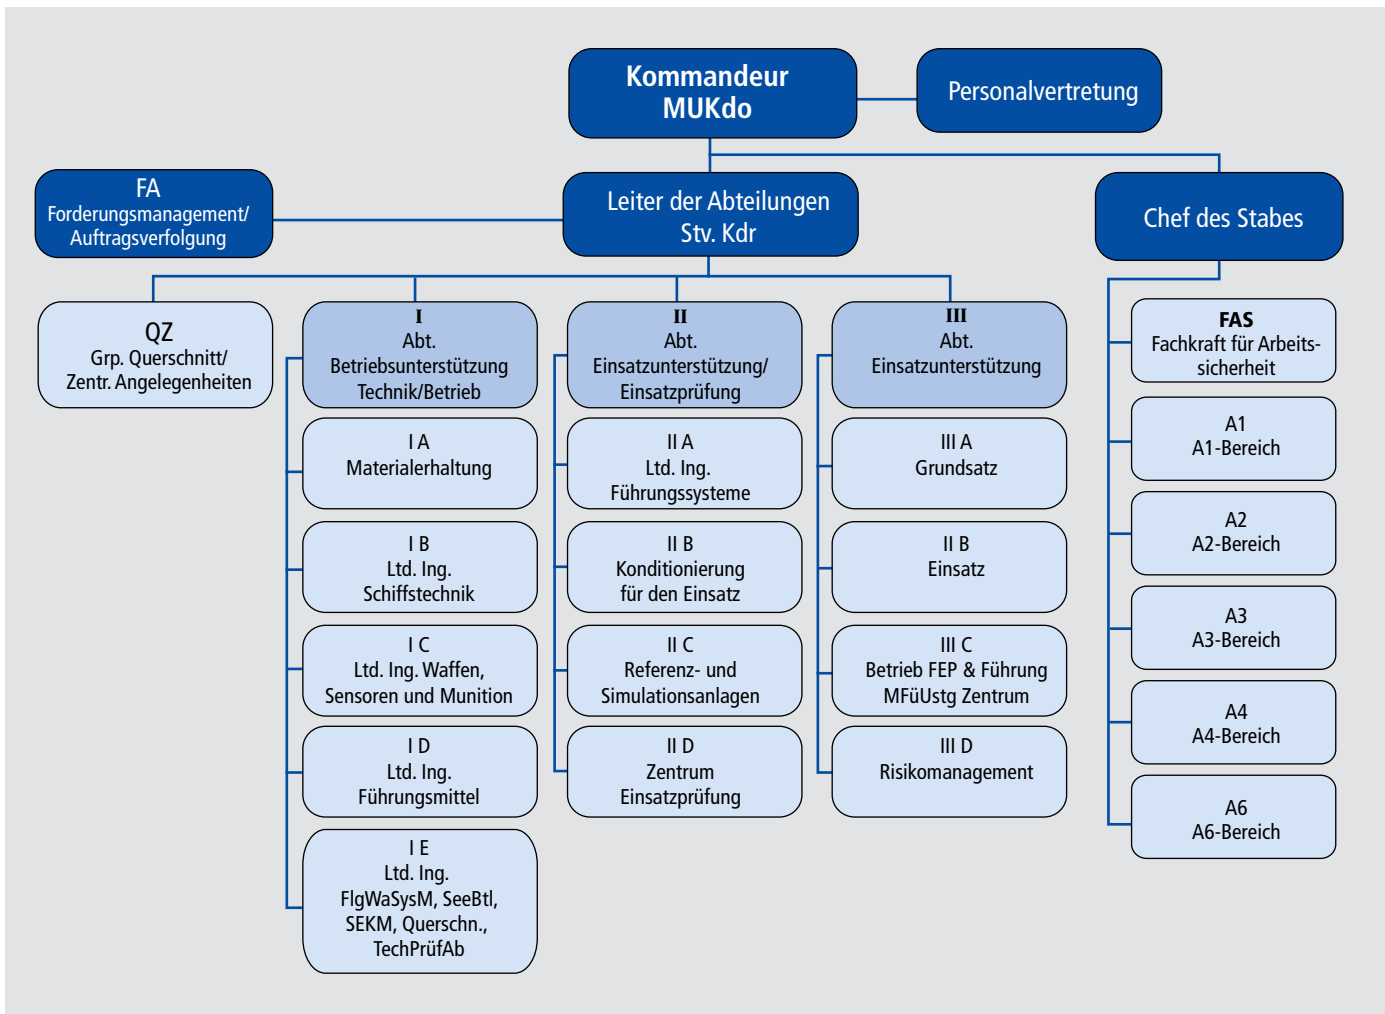 Kommandeur
MUKdo
Personalvertretung
FA
Forderungsmanagement/
Auftragsverfolgung
Leiter der Abteilungen
Stv. Kdr
Chef des Stabes
QZ
Grp. Querschnitt/
Zentr. Angelegenheiten
I
Abt.
Betriebsunterstützung
Technik/Betrieb
I A
Materialerhaltung
I B
Ltd. Ing.
Schiffstechnik
I C
Ltd. Ing. Waffen,
Sensoren und Munition
I D
Ltd. Ing.
Führungsmittel
I E
Ltd. Ing.
FlgWaSysM, SeeBtl,
SEKM, Querschn.,
TechPrüfAb
II
Abt.
Einsatzunterstützung/
Einsatzprüfung
II A
Ltd. Ing.
Führungssysteme
II B
Konditionierung
für den Einsatz
II C
Referenz- und
Simulationsanlagen
II D
Zentrum
Einsatzprüfung
III
Abt.
Einsatzunterstützung
III A
Grundsatz
II B
Einsatz
III C
Betrieb FEP & Führung
MFüUstg Zentrum
III D
Risikomanagement
FAS
Fachkraft für Arbeits-
sicherheit
A1
A1-Bereich
A2
A2-Bereich
A3
A3-Bereich
A4
A4-Bereich
A6
A6-Bereich